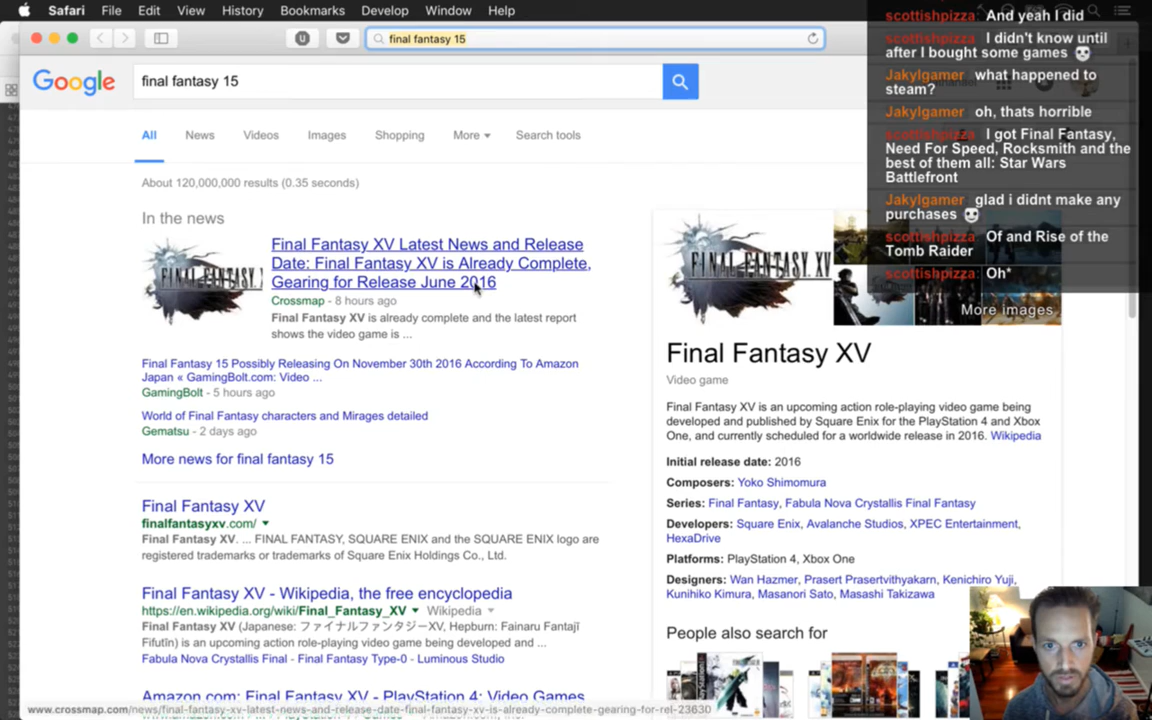 Safari File Edit View History Bookmarks Develop Window Help
final fantasy 15
Google
final fantasy 15
All News Videos Images Shopping More Search tools
About 120,000,000 results (0.35 seconds)
In the news
FINAL FANTASY XV
Final Fantasy XV Latest News and Release
Date: Final Fantasy XV is Already Complete,
Gearing for Release June 2016
Crossmap - 8 hours ago
Final Fantasy XV is already complete and the latest report
shows the video game is ...
Final Fantasy 15 Possibly Releasing On November 30th 2016 According To Amazon
Japan « GamingBolt.com: Video ...
GamingBolt - 5 hours ago
World of Final Fantasy characters and Mirages detailed
Gematsu - 2 days ago
More news for final fantasy 15
Final Fantasy XV
finalfantasyxv.com/
Final Fantasy XV. ... FINAL FANTASY, SQUARE ENIX and the SQUARE ENIX logo are
registered trademarks or trademarks of Square Enix Holdings Co., Ltd.
Final Fantasy XV - Wikipedia, the free encyclopedia
https://en.wikipedia.org/wiki/Final_Fantasy_XV Wikipedia
Final Fantasy XV (Japanese: ファイナルファンタジーXV, Hepburn: Fainaru Fantajī
Fifutīn) is an upcoming action role-playing video game being developed and ...
Fabula Nova Crystallis Final - Final Fantasy Type-0 - Luminous Studio
Amazon.com: Final Fantasy XV - PlayStation 4: Video Games
www.crossmap.com/news/final-fantasy-xv-latest-news-and-release-date-final-fantasy-xv-is-already-complete-gearing-for-rel-23630
FINAL FANTASY XV
More images
Final Fantasy XV
Video game
Final Fantasy XV is an upcoming action role-playing video game being
developed and published by Square Enix for the PlayStation 4 and Xbox
One, and currently scheduled for a worldwide release in 2016. Wikipedia
Initial release date: 2016
Composers: Yoko Shimomura
Series: Final Fantasy, Fabula Nova Crystallis Final Fantasy
Developers: Square Enix, Avalanche Studios, XPEC Entertainment,
HexaDrive
Platforms: PlayStation 4, Xbox One
Designers: Wan Hazmer, Prasert Prasertvithyakarn, Kenichiro Yuji,
Kunihiko Kimura, Masanori Sato, Masashi Takizawa
People also search for
scottishpizza: And yeah I did
scottishpizza: I didn't know until
after I bought some games
Jakylgamer: what happened to
steam?
Jakylgamer: oh, thats horrible
scottishpizza: I got Final Fantasy,
Need For Speed, Rocksmith and the
best of them all: Star Wars
Battlefront
Jakylgamer: glad i didnt make any
purchases
scottishpizza: Of and Rise of the
Tomb Raider
scottishpizza: Oh*